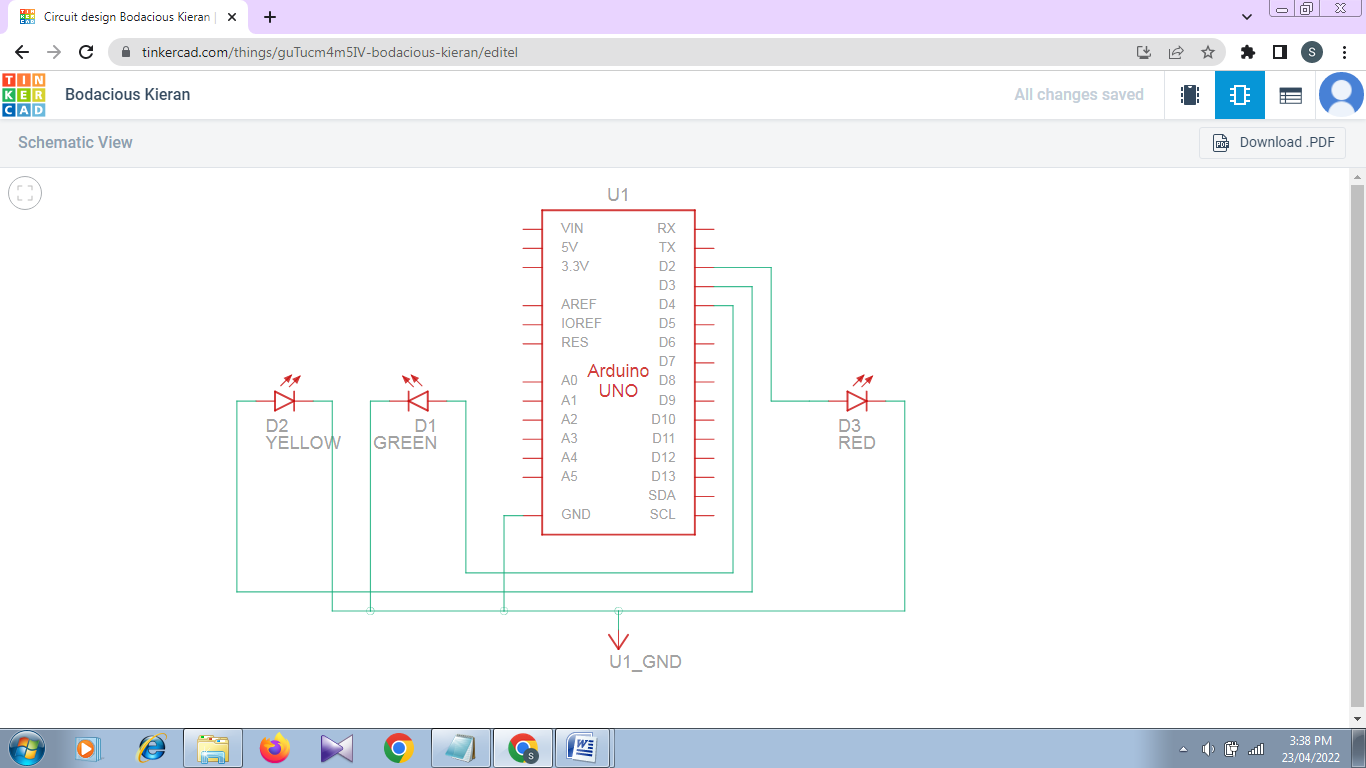 Circuit design Bodacious Kieran |
tinkercad.com/things/guTucm4m5IV-bodacious-kieran/editel
S
TIN
KER
CAD
Bodacious Kieran
All changes saved
Schematic View
PDF
Download .PDF
U1
VIN RX
5V TX
3.3V D2
D3
AREF D4
IOREF D5
RES D6
D7
Arduino
UNO
A0 D8
A1 D9
A2 D10
A3 D11
A4 D12
A5 D13
SDA
GND SCL
D2
YELLOW
D1
GREEN
D3
RED
U1_GND
S
W
3:38 PM
23/04/2022